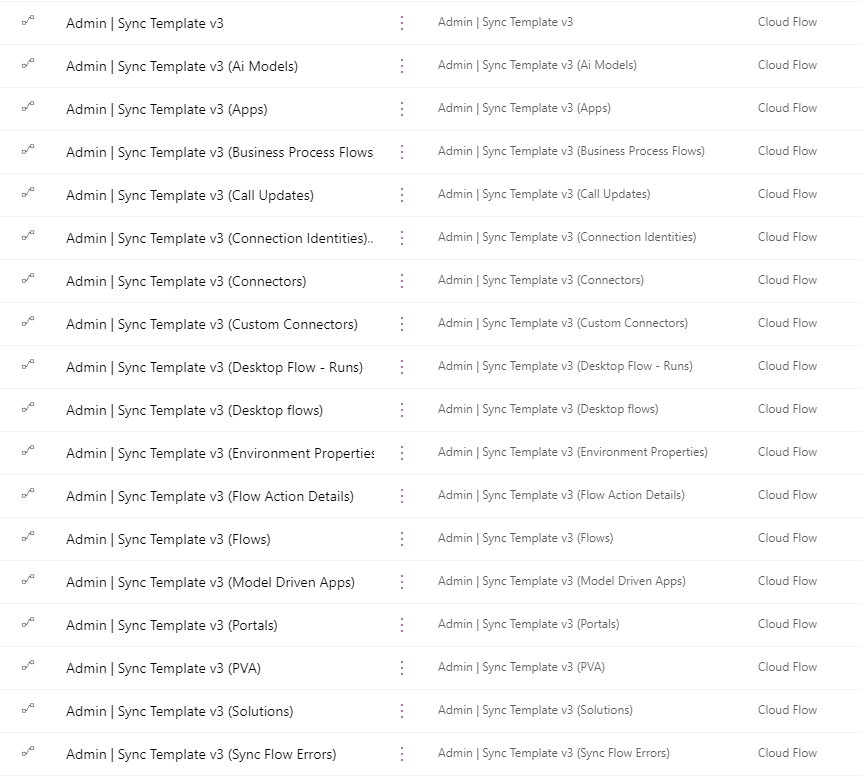 Admin | Sync Template v3 Admin | Sync Template v3 Cloud Flow
Admin | Sync Template v3 (Ai Models) Admin | Sync Template v3 (Ai Models) Cloud Flow
Admin | Sync Template v3 (Apps) Admin | Sync Template v3 (Apps) Cloud Flow
Admin | Sync Template v3 (Business Process Flows Admin | Sync Template v3 (Business Process Flows) Cloud Flow
Admin | Sync Template v3 (Call Updates) Admin | Sync Template v3 (Call Updates) Cloud Flow
Admin | Sync Template v3 (Connection Identities).. Admin | Sync Template v3 (Connection Identities) Cloud Flow
Admin | Sync Template v3 (Connectors) Admin | Sync Template v3 (Connectors) Cloud Flow
Admin | Sync Template v3 (Custom Connectors) Admin | Sync Template v3 (Custom Connectors) Cloud Flow
Admin | Sync Template v3 (Desktop Flow - Runs) Admin | Sync Template v3 (Desktop Flow - Runs) Cloud Flow
Admin | Sync Template v3 (Desktop flows) Admin | Sync Template v3 (Desktop flows) Cloud Flow
Admin | Sync Template v3 (Environment Properties Admin | Sync Template v3 (Environment Properties) Cloud Flow
Admin | Sync Template v3 (Flow Action Details) Admin | Sync Template v3 (Flow Action Details) Cloud Flow
Admin | Sync Template v3 (Flows) Admin | Sync Template v3 (Flows) Cloud Flow
Admin | Sync Template v3 (Model Driven Apps) Admin | Sync Template v3 (Model Driven Apps) Cloud Flow
Admin | Sync Template v3 (Portals) Admin | Sync Template v3 (Portals) Cloud Flow
Admin | Sync Template v3 (PVA) Admin | Sync Template v3 (PVA) Cloud Flow
Admin | Sync Template v3 (Solutions) Admin | Sync Template v3 (Solutions) Cloud Flow
Admin | Sync Template v3 (Sync Flow Errors) Admin | Sync Template v3 (Sync Flow Errors) Cloud Flow